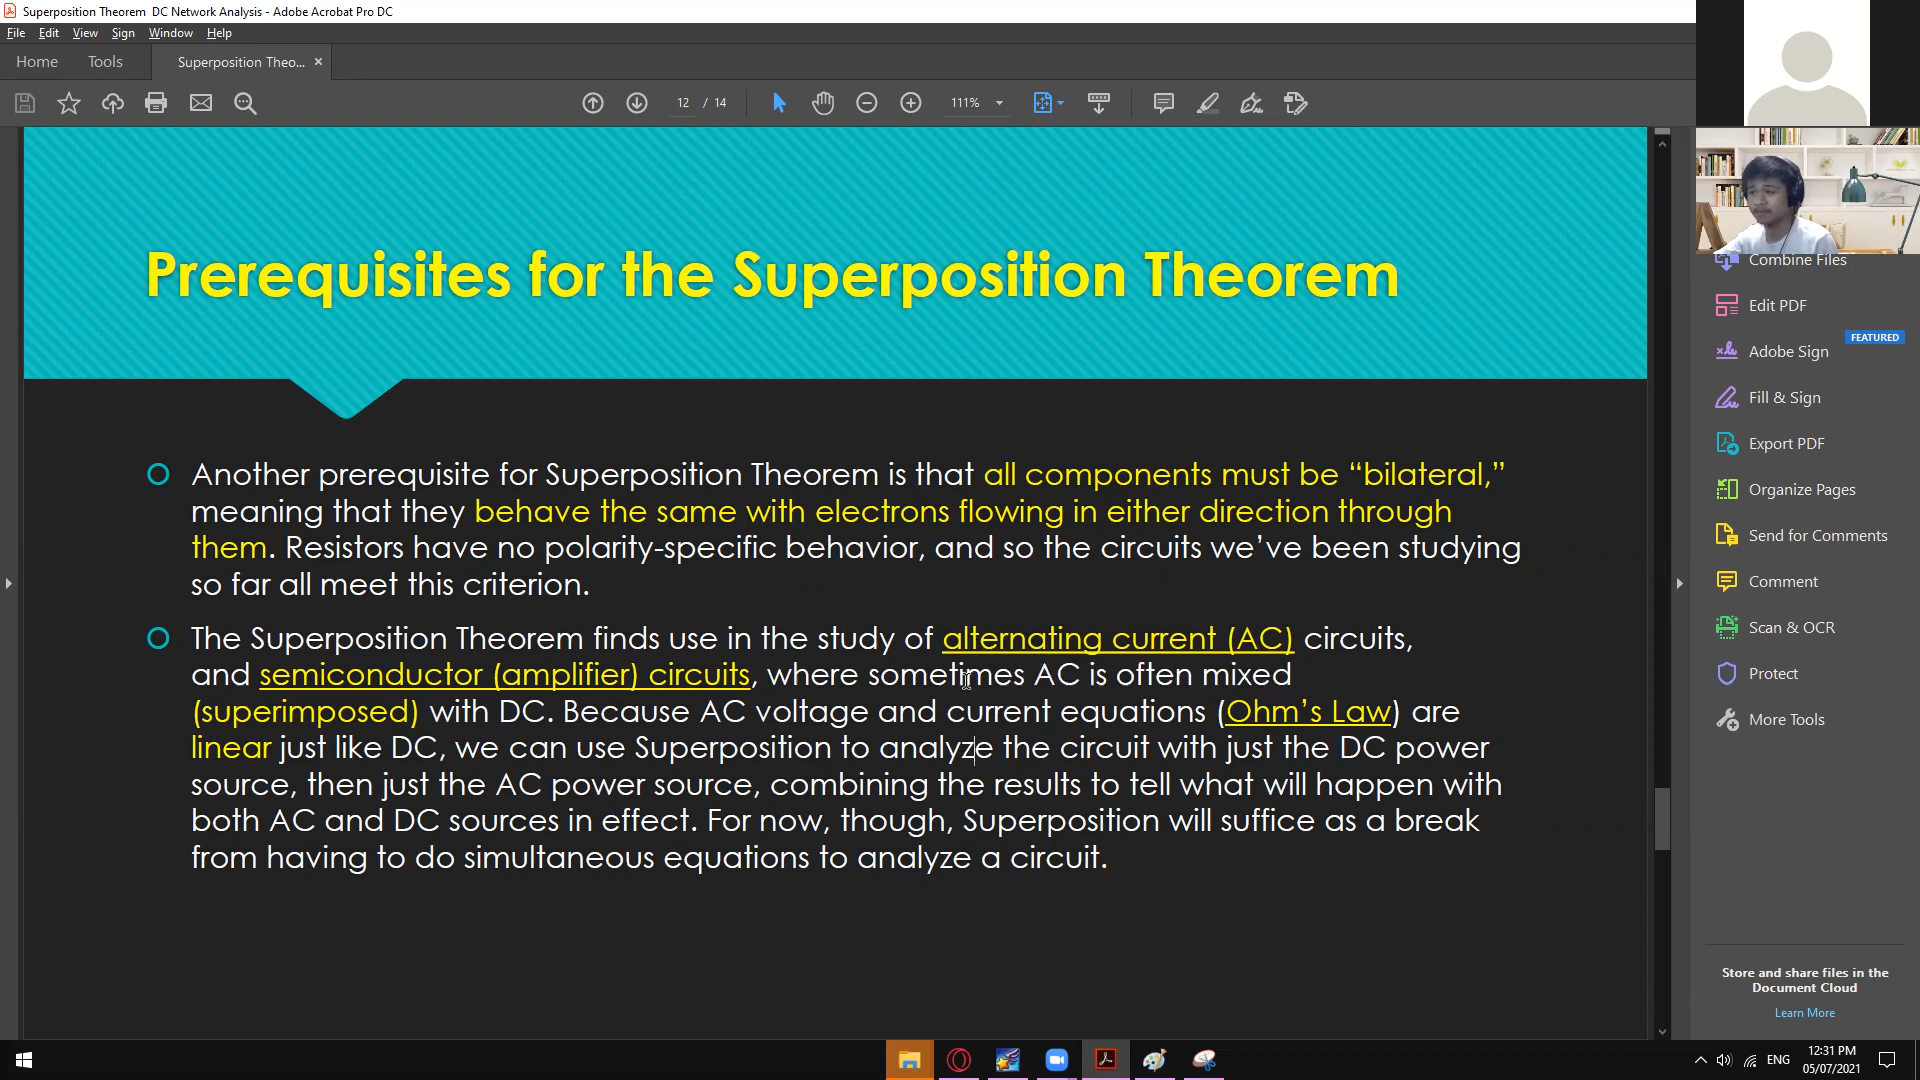 Superposition Theorem  DC Network Analysis - Adobe Acrobat Pro DC
File Edit View Sign Window Help
Home Tools Superposition Theo... ×
12 / 14 111%
Prerequisites for the Superposition Theorem
Another prerequisite for Superposition Theorem is that all components must be “bilateral,”
meaning that they behave the same with electrons flowing in either direction through
them. Resistors have no polarity-specific behavior, and so the circuits we’ve been studying
so far all meet this criterion.
The Superposition Theorem finds use in the study of alternating current (AC) circuits,
and semiconductor (amplifier) circuits, where sometimes AC is often mixed
(superimposed) with DC. Because AC voltage and current equations (Ohm’s Law) are
linear just like DC, we can use Superposition to analyze the circuit with just the DC power
source, then just the AC power source, combining the results to tell what will happen with
both AC and DC sources in effect. For now, though, Superposition will suffice as a break
from having to do simultaneous equations to analyze a circuit.
Combine Files
Edit PDF
FEATURED
Adobe Sign
Fill & Sign
Export PDF
Organize Pages
Send for Comments
Comment
Scan & OCR
Protect
More Tools
Store and share files in the
Document Cloud
Learn More
ENG
12:31 PM
05/07/2021